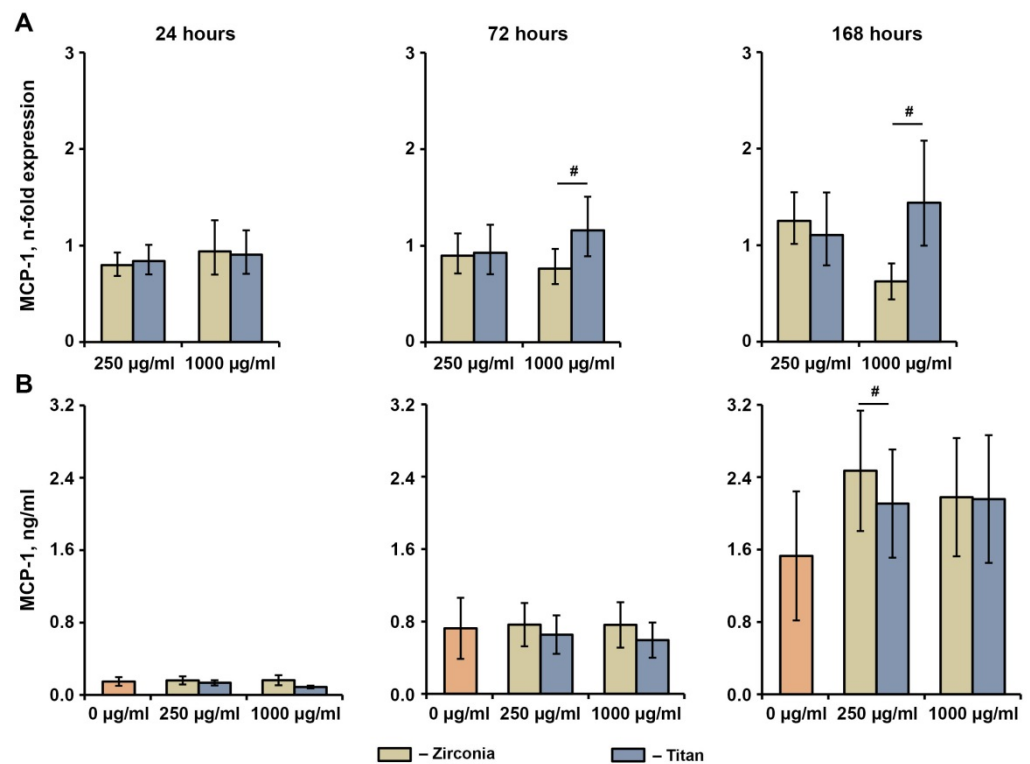 A
24 hours
72 hours
168 hours
MCP-1, n-fold expression
3
2
1
0
250 µg/ml 1000 µg/ml
3
2
1
0
#
250 µg/ml 1000 µg/ml
3
2
1
0
#
250 µg/ml 1000 µg/ml
B
MCP-1, ng/ml
3.2
2.4
1.6
0.8
0.0
0 µg/ml 250 µg/ml 1000 µg/ml
3.2
2.4
1.6
0.8
0.0
0 µg/ml 250 µg/ml 1000 µg/ml
3.2
2.4
1.6
0.8
0.0
#
0 µg/ml 250 µg/ml 1000 µg/ml
– Zirconia
– Titan